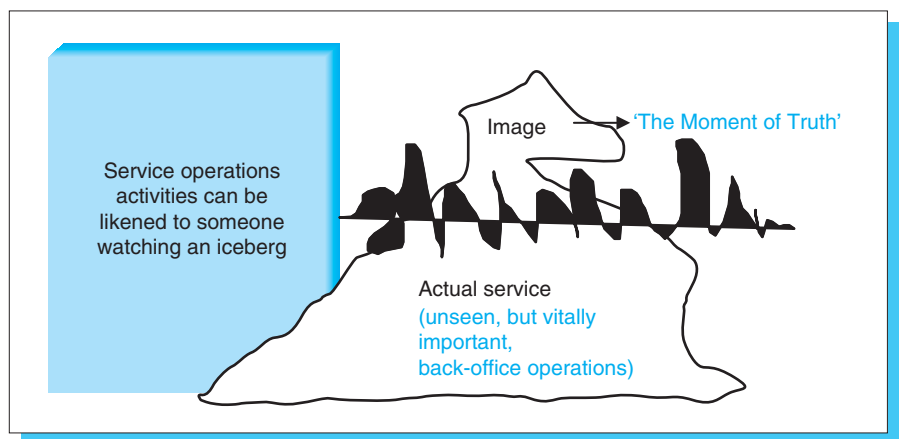 Service operations
activities can be
likened to someone
watching an iceberg
Image
‘The Moment of Truth’
Actual service
(unseen, but vitally
important,
back-office operations)